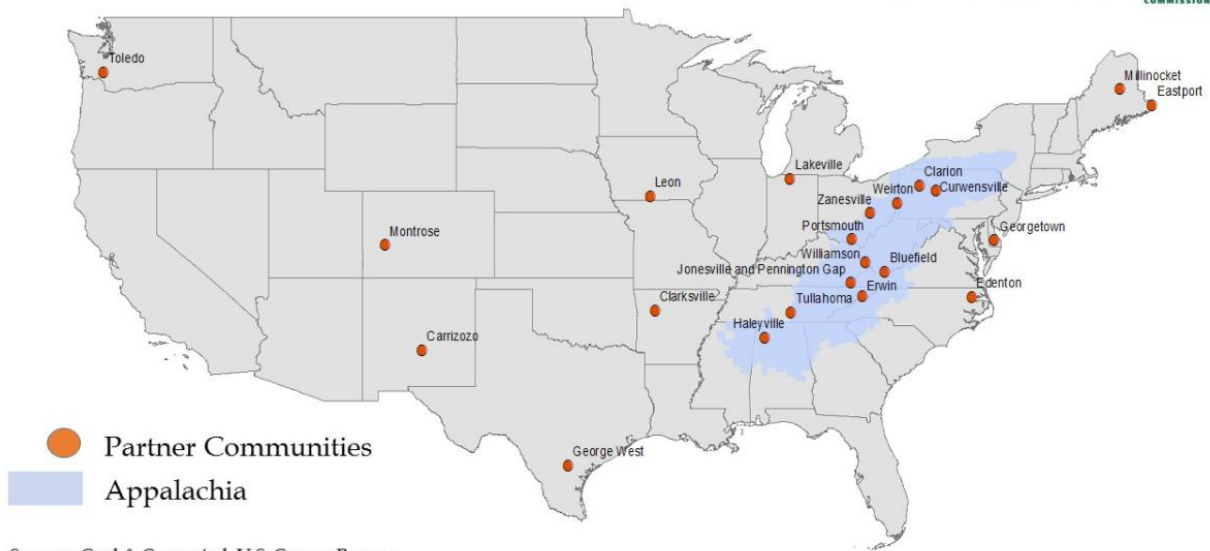 COMMISSION
Toledo
Millinocket
Eastport
Lakeville
Clarion
Leon
Weirton
Curwensville
Zanesville
Portsmouth
Georgetown
Montrose
Williamson
Bluefield
Jonesville and Pennington Gap
Erwin
Edenton
Clarksville
Tullahoma
Haleyville
Carrizozo
George West
Partner Communities
Appalachia